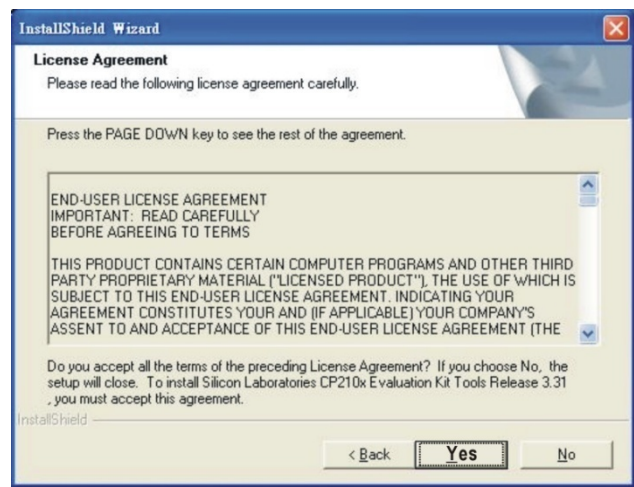 InstallShield Wizard
License Agreement
Please read the following license agreement carefully.
Press the PAGE DOWN key to see the rest of the agreement.
END-USER LICENSE AGREEMENT
IMPORTANT:  READ CAREFULLY
BEFORE AGREEING TO TERMS
THIS PRODUCT CONTAINS CERTAIN COMPUTER PROGRAMS AND OTHER THIRD
PARTY PROPRIETARY MATERIAL ("LICENSED PRODUCT"), THE USE OF WHICH IS
SUBJECT TO THIS END-USER LICENSE AGREEMENT. INDICATING YOUR
AGREEMENT CONSTITUTES YOUR AND (IF APPLICABLE) YOUR COMPANY'S
ASSENT TO AND ACCEPTANCE OF THIS END-USER LICENSE AGREEMENT (THE
Do you accept all the terms of the preceding License Agreement?  If you choose No,  the
setup will close.  To install Silicon Laboratories CP210x Evaluation Kit Tools Release 3.31
, you must accept this agreement.
InstallShield
< Back Yes No